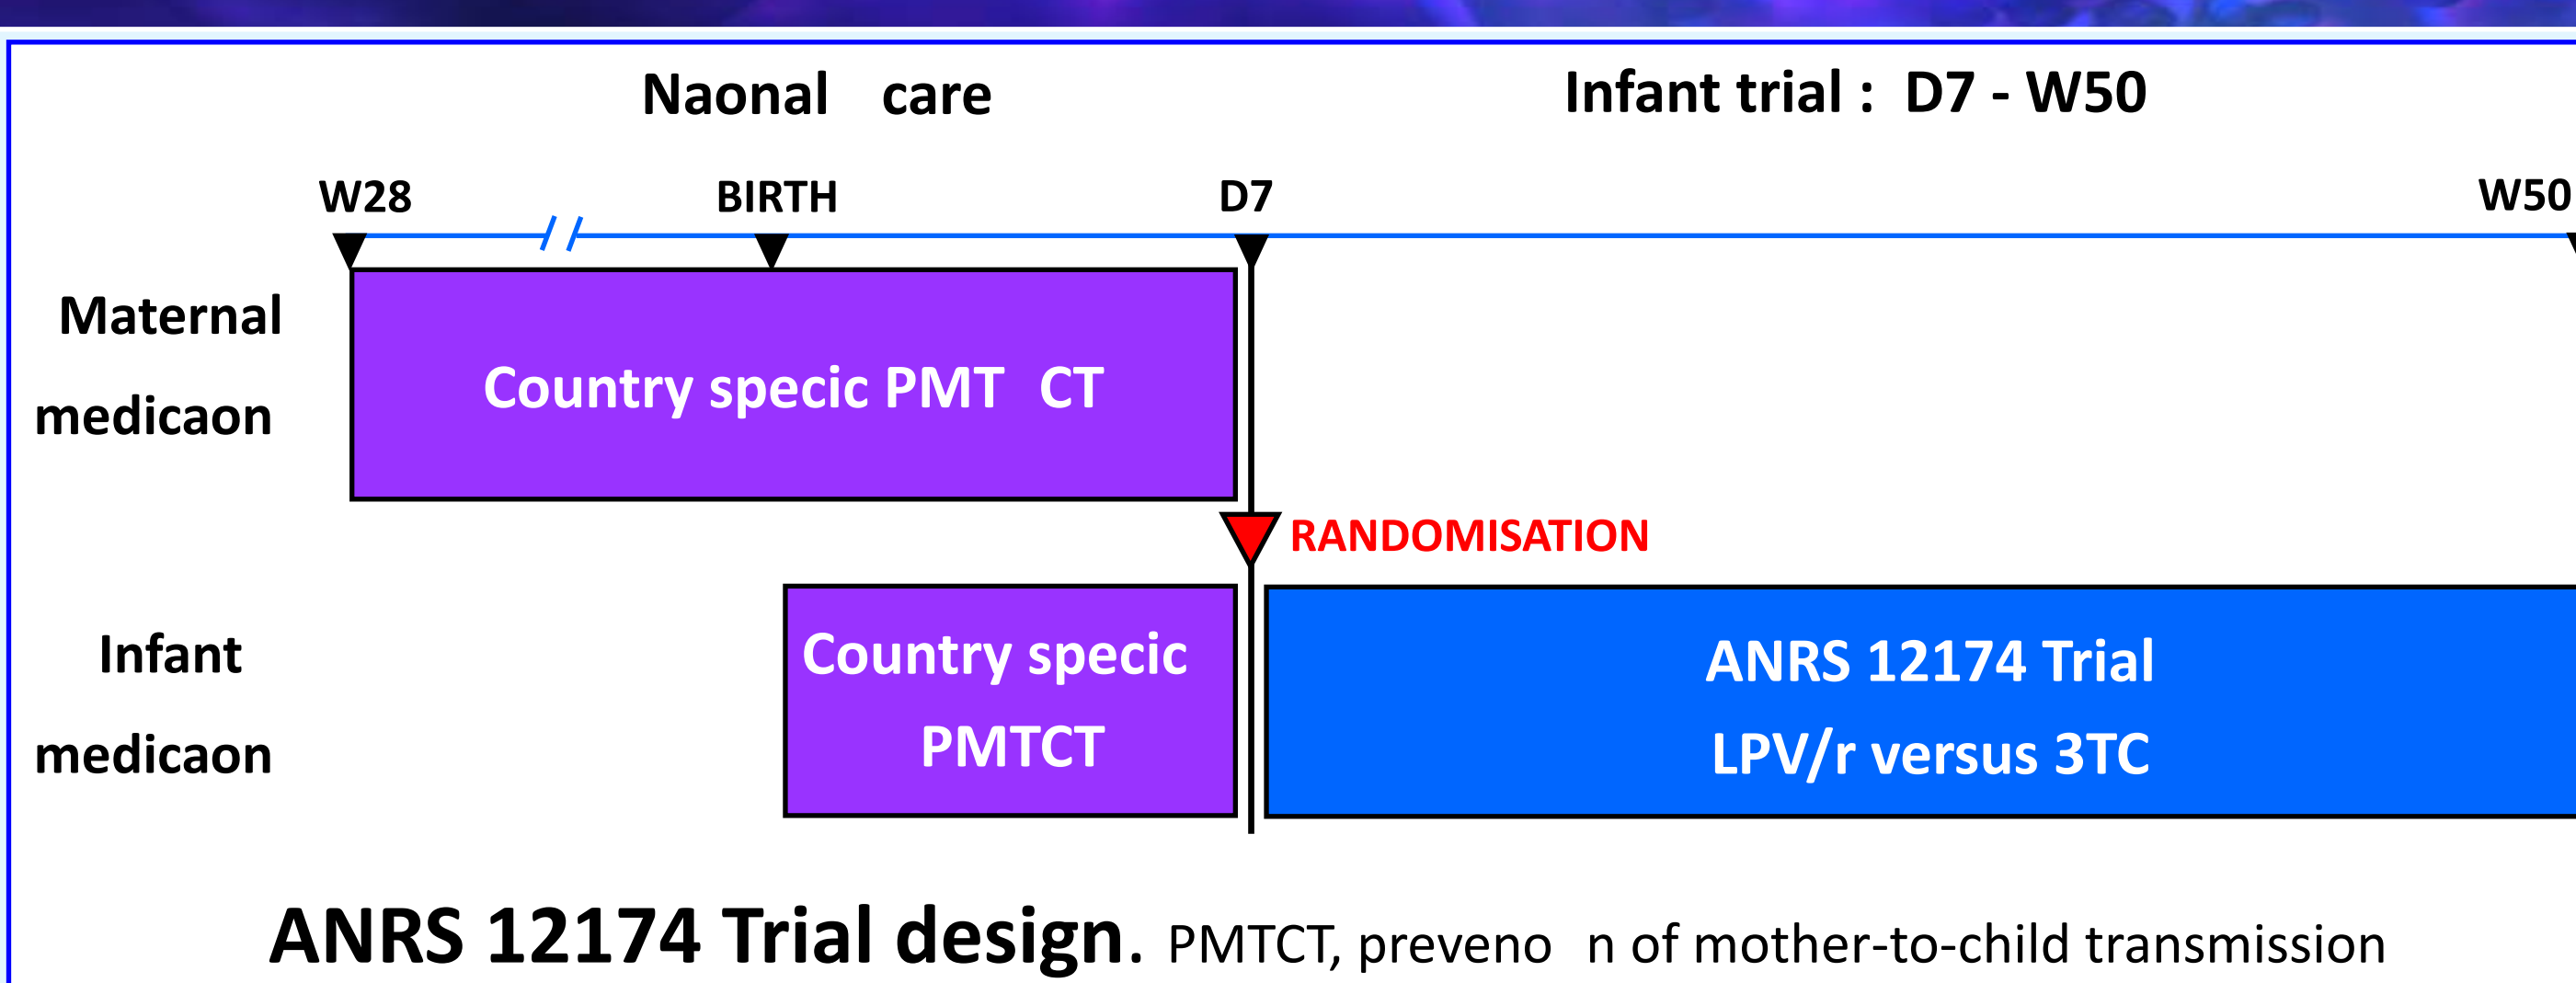 Naonal care
Infant trial : D7 - W50
W28
BIRTH
D7
W50
Maternal
medicaon
Country specic PMT CT
RANDOMISATION
Infant
medicaon
Country specic
PMTCT
ANRS 12174 Trial
LPV/r versus 3TC
ANRS 12174 Trial design. PMTCT, preveno n of mother-to-child transmission